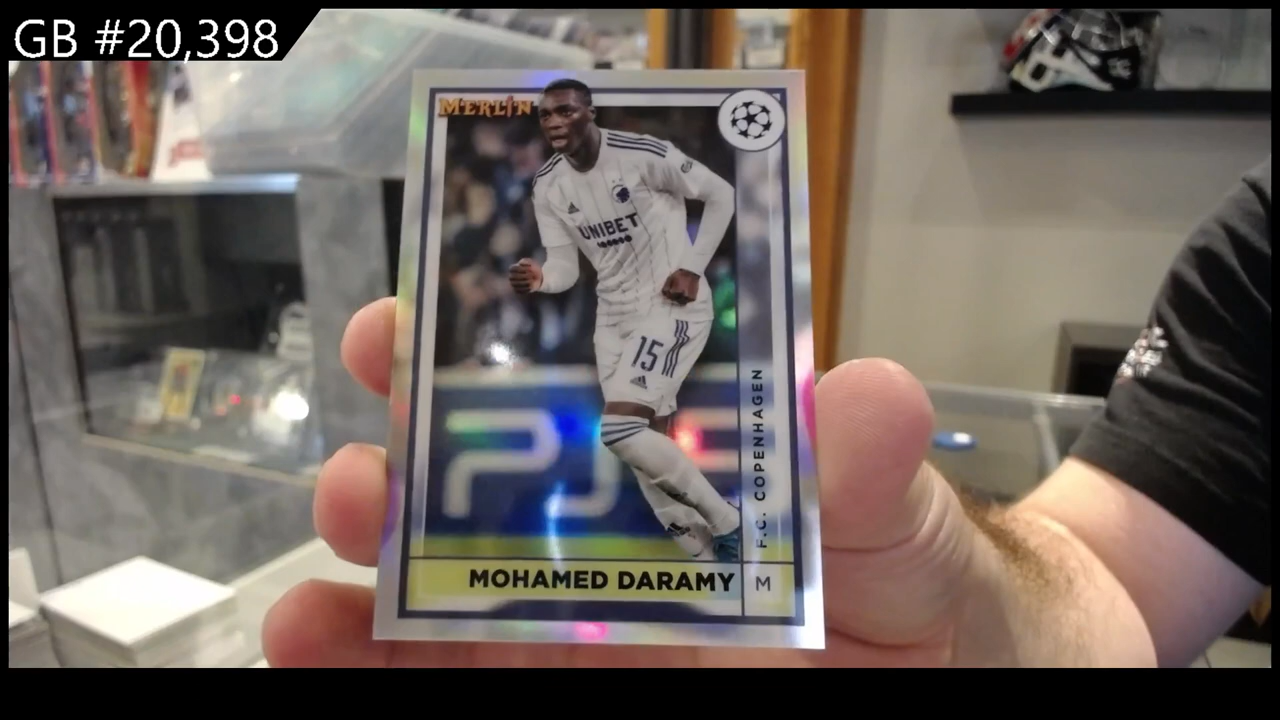 GB #20,398
MERLIN
UNIBET
15
F.C. COPENHAGEN
MOHAMED DARAMY
M